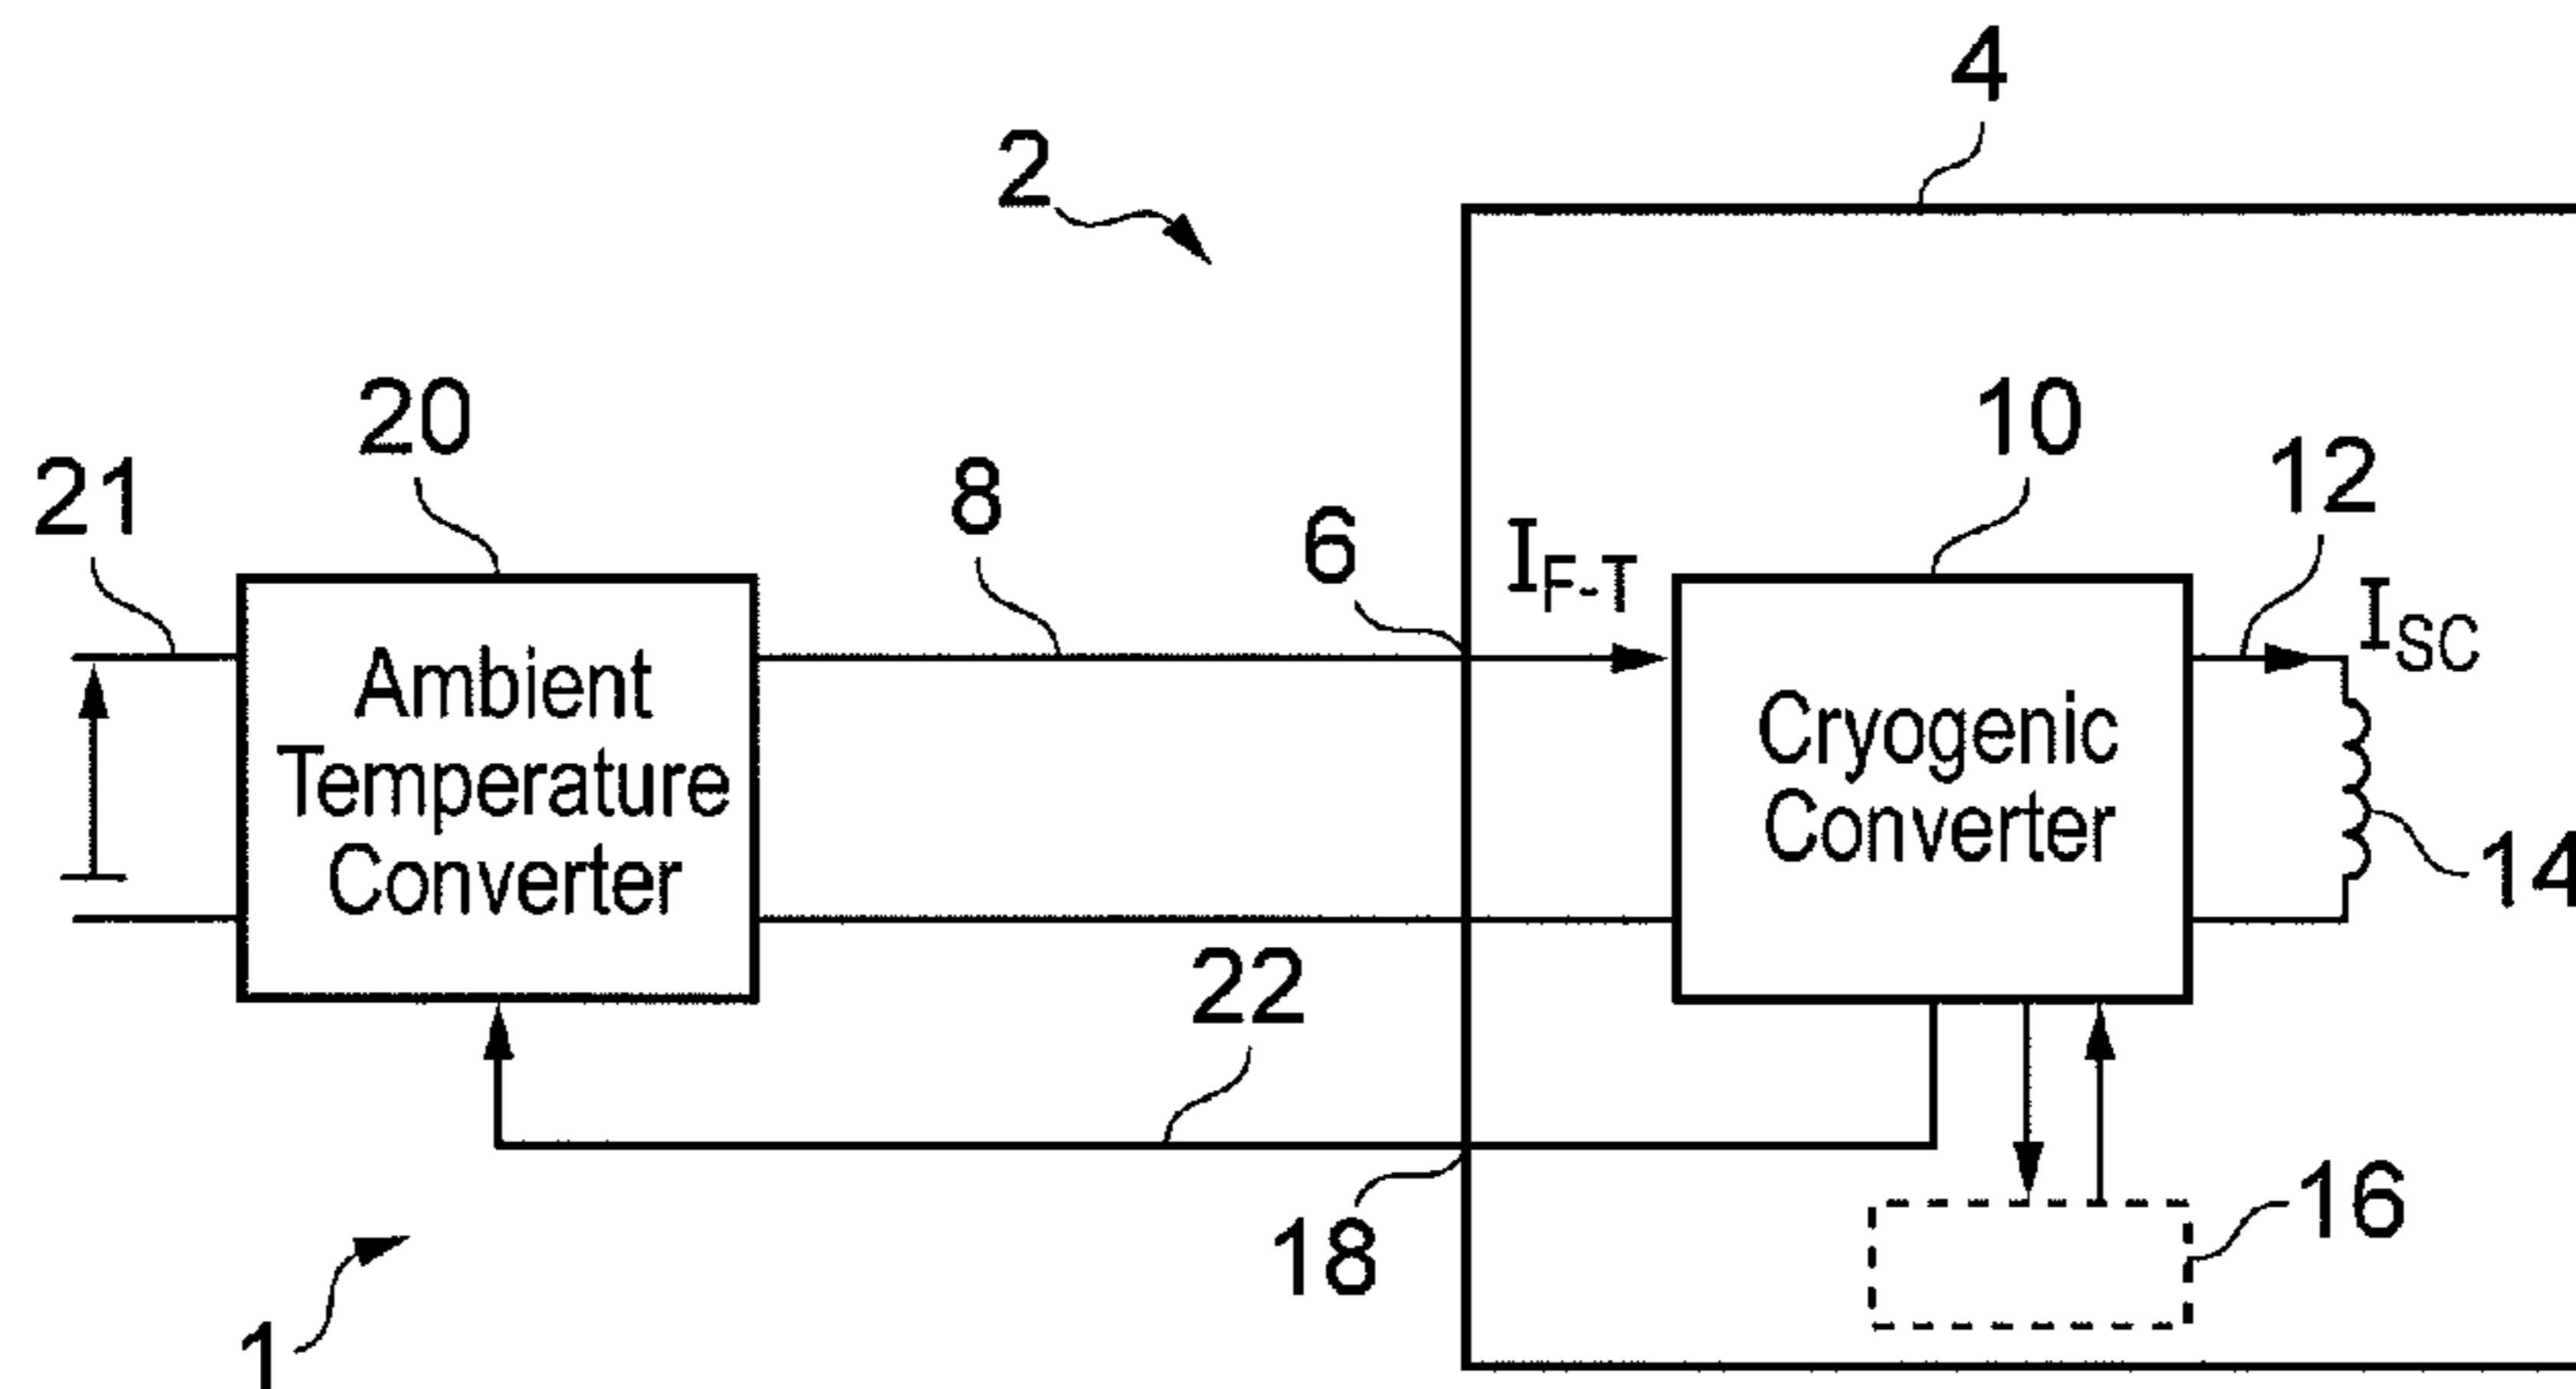 4
2
20
10
21
8
6
I_F-T
12
I_SC
Ambient
Temperature
Converter
Cryogenic
Converter
14
22
18
16
1